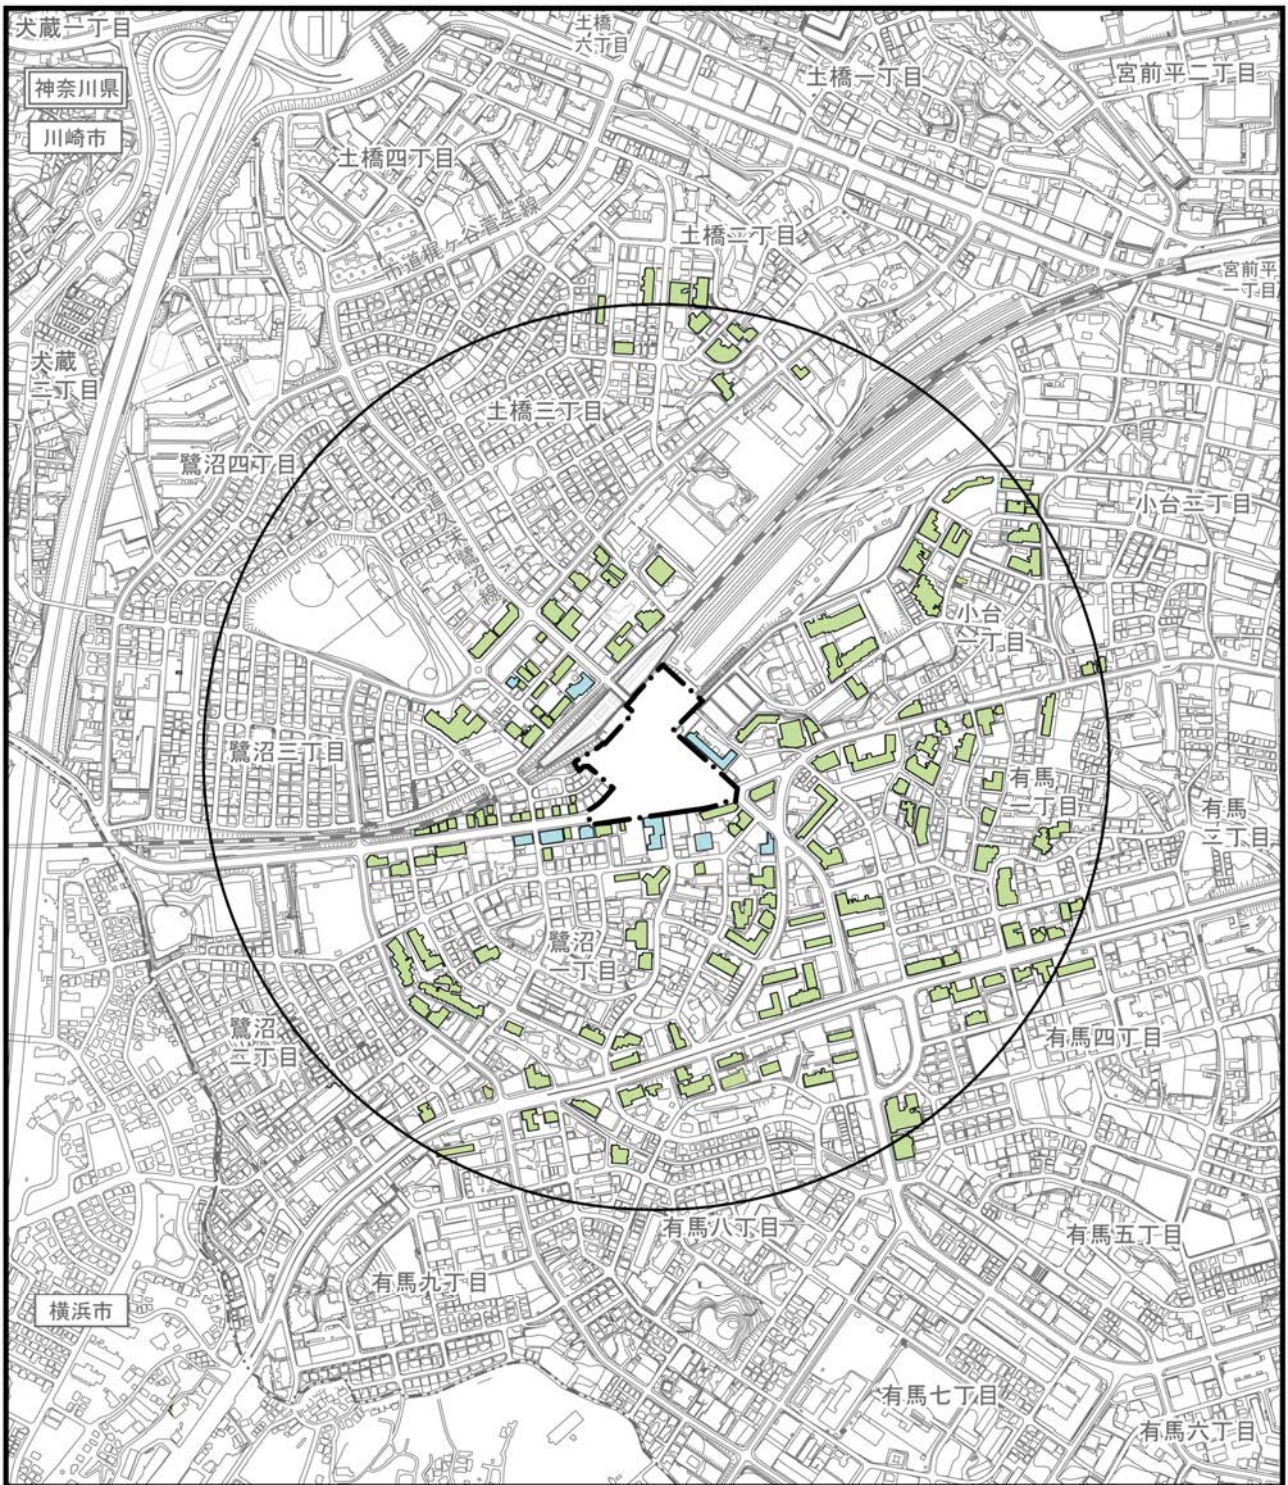 犬蔵一丁目
土橋
六丁目
土橋一丁目
宮前平二丁目
神奈川県
川崎市
土橋四丁目
土橋二丁目
市道梶ケ谷菅生線
宮前平
一丁目
犬蔵
二丁目
土橋三丁目
鷺沼四丁目
小台二丁目
小台
一丁目
鷺沼三丁目
有馬
一丁目
有馬
二丁目
鷺沼
一丁目
鷺沼
二丁目
有馬四丁目
有馬八丁目
有馬五丁目
有馬九丁目
横浜市
有馬七丁目
有馬六丁目